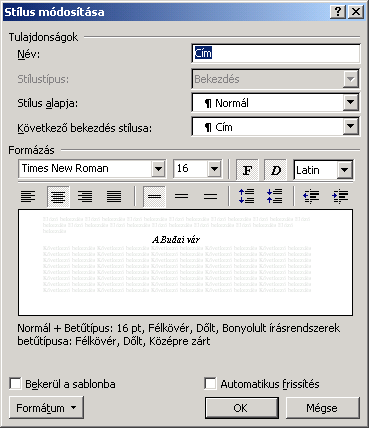 Stílus módosítása
Tulajdonságok
Név:
Cím
Stílustípus:
Bekezdés
Stílus alapja:
¶ Normál
Következő bekezdés stílusa:
¶ Cím
Formázás
Times New Roman
16
F
D
Latin
A Budai vár
Normál + Betűtípus: 16 pt, Félkövér, Dőlt, Bonyolult írásrendszerek
betűtípusa: Félkövér, Dőlt, Középre zárt
Bekerül a sablonba
Automatikus frissítés
Formátum
OK
Mégse